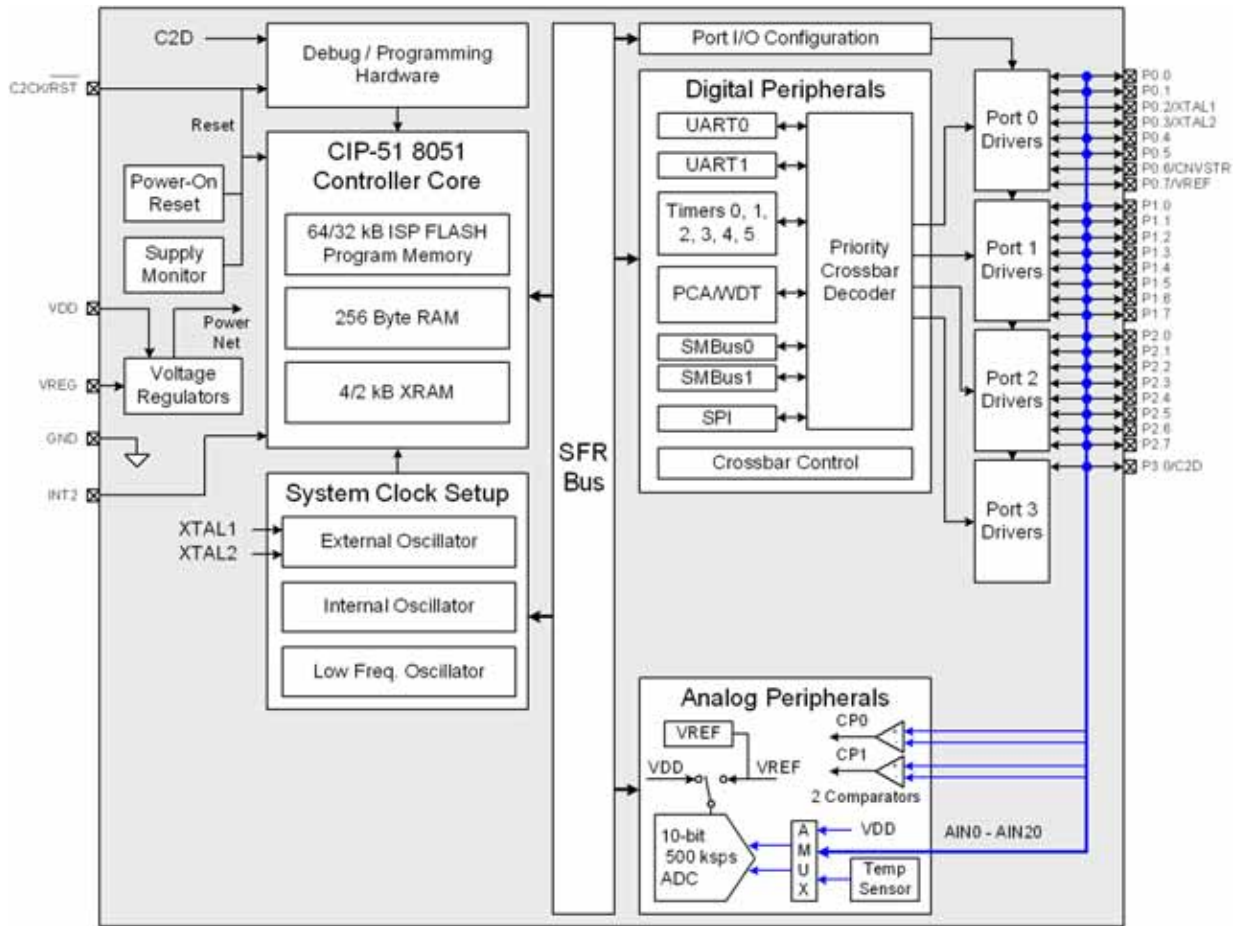 C2D
Debug / Programming
Hardware
C2CK/RST
Reset
Power-On
Reset
Supply
Monitor
VDD
Power
Net
VREG
Voltage
Regulators
GND
INT2
CIP-51 8051
Controller Core
64/32 kB ISP FLASH
Program Memory
256 Byte RAM
4/2 kB XRAM
System Clock Setup
XTAL1
XTAL2
External Oscillator
Internal Oscillator
Low Freq. Oscillator
SFR
Bus
Port I/O Configuration
Digital Peripherals
UART0
UART1
Timers 0, 1,
2, 3, 4, 5
PCA/WDT
SMBus0
SMBus1
SPI
Priority
Crossbar
Decoder
Crossbar Control
Port 0
Drivers
Port 1
Drivers
Port 2
Drivers
Port 3
Drivers
P0.0
P0.1
P0.2/XTAL1
P0.3/XTAL2
P0.4
P0.5
P0.6/CNVSTR
P0.7/VREF
P1.0
P1.1
P1.2
P1.3
P1.4
P1.5
P1.6
P1.7
P2.0
P2.1
P2.2
P2.3
P2.4
P2.5
P2.6
P2.7
P3.0/C2D
Analog Peripherals
VREF
VDD
VREF
CP0
+
-
CP1
+
-
2 Comparators
10-bit
500 ksps
ADC
A
M
U
X
VDD
Temp
Sensor
AIN0 - AIN20